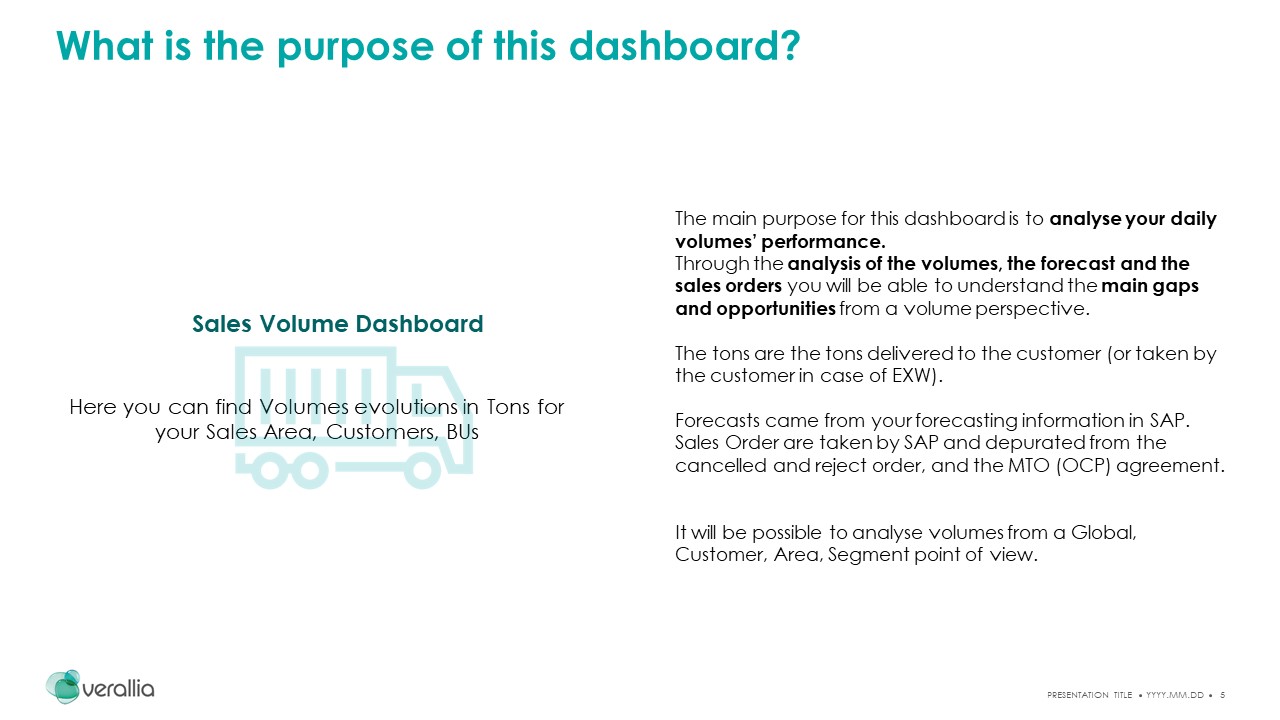 What is the purpose of this dashboard?
Sales Volume Dashboard
Here you can find Volumes evolutions in Tons for
your Sales Area, Customers, BUs
The main purpose for this dashboard is to analyse your daily
volumes’ performance.
Through the analysis of the volumes, the forecast and the
sales orders you will be able to understand the main gaps
and opportunities from a volume perspective.
The tons are the tons delivered to the customer (or taken by
the customer in case of EXW).
Forecasts came from your forecasting information in SAP.
Sales Order are taken by SAP and depurated from the
cancelled and reject order, and the MTO (OCP) agreement.
It will be possible to analyse volumes from a Global,
Customer, Area, Segment point of view.
verallia
PRESENTATION TITLE • YYYY.MM.DD • 5